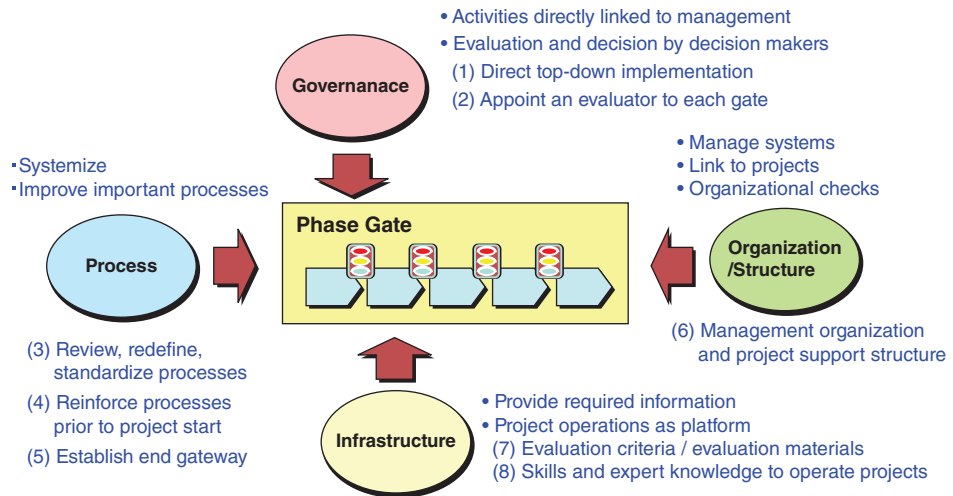 • Activities directly linked to management
• Evaluation and decision by decision makers
(1) Direct top-down implementation
(2) Appoint an evaluator to each gate
Governanace
• Manage systems
• Link to projects
• Organizational checks
▪Systemize
▪Improve important processes
Phase Gate
Process
Organization
/Structure
(3) Review, redefine,
standardize processes
(4) Reinforce processes
prior to project start
(5) Establish end gateway
(6) Management organization
and project support structure
Infrastructure
• Provide required information
• Project operations as platform
(7) Evaluation criteria / evaluation materials
(8) Skills and expert knowledge to operate projects